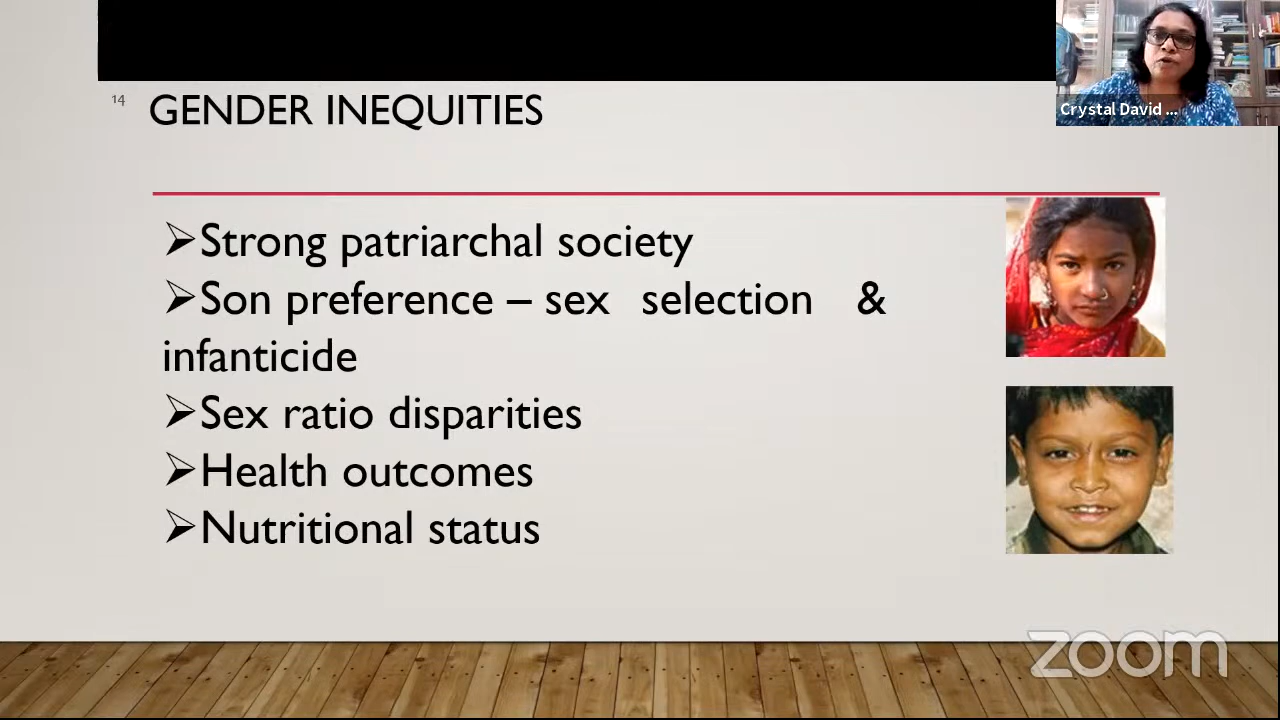 14
GENDER INEQUITIES
Crystal David ...
➢Strong patriarchal society
➢Son preference – sex selection &
infanticide
➢Sex ratio disparities
➢Health outcomes
➢Nutritional status
zoom